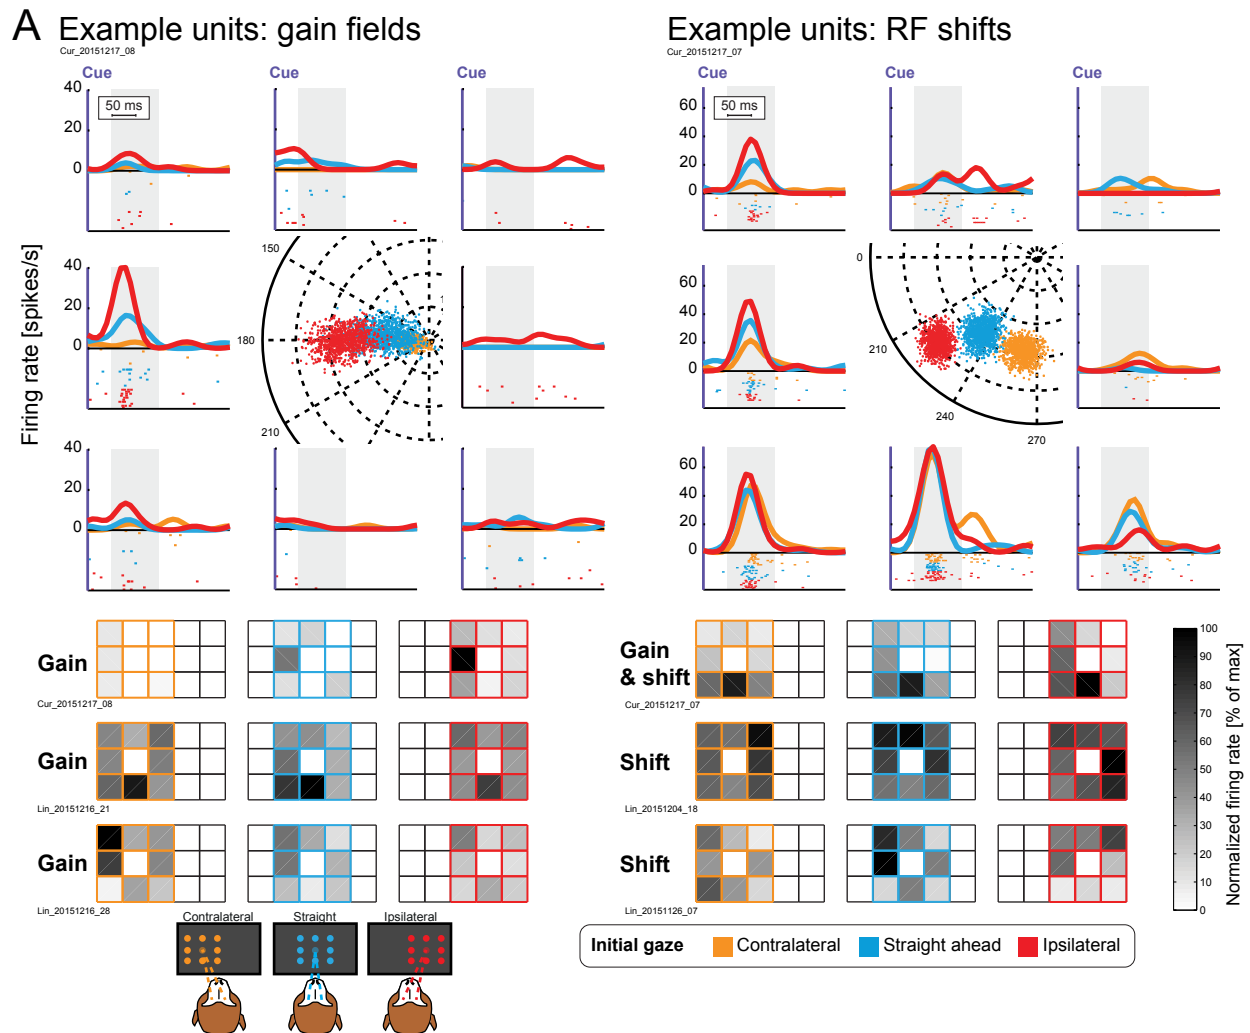 A Example units: gain fields
Example units: RF shifts
Cur_20151217_08
Cur_20151217_07
Cue
Cue
Cue
Cue
Cue
Cue
40
20
0
50 ms
60
40
20
0
50 ms
Firing rate [spikes/s]
40
20
0
150
180
210
60
40
20
0
0
210
240
270
40
20
0
60
40
20
0
Gain
Cur_20151217_08
Gain
Lin_20151216_21
Gain
Lin_20151216_28
Gain
& shift
Cur_20151217_07
Shift
Lin_20151204_18
Shift
Lin_20151126_07
100
90
80
70
60
50
40
30
20
10
0
Normalized firing rate [% of max]
Contralateral
Straight
Ipsilateral
Initial gaze
Contralateral
Straight ahead
Ipsilateral